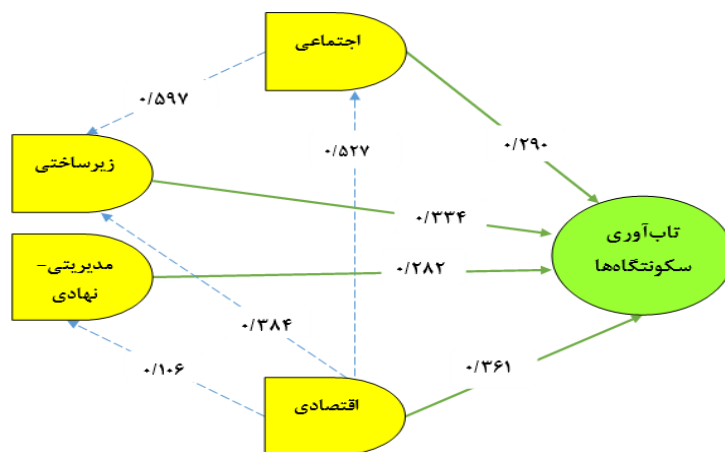 اجتماعی
۰/۵۹۷
۰/۵۲۷
۰/۲۹۰
زیرساختی
۰/۳۳۴
تاب‌آوری
سکونتگاه‌ها
مدیریتی-
نهادی
۰/۲۸۲
۰/۳۸۴
۰/۱۰۶
۰/۳۶۱
اقتصادی